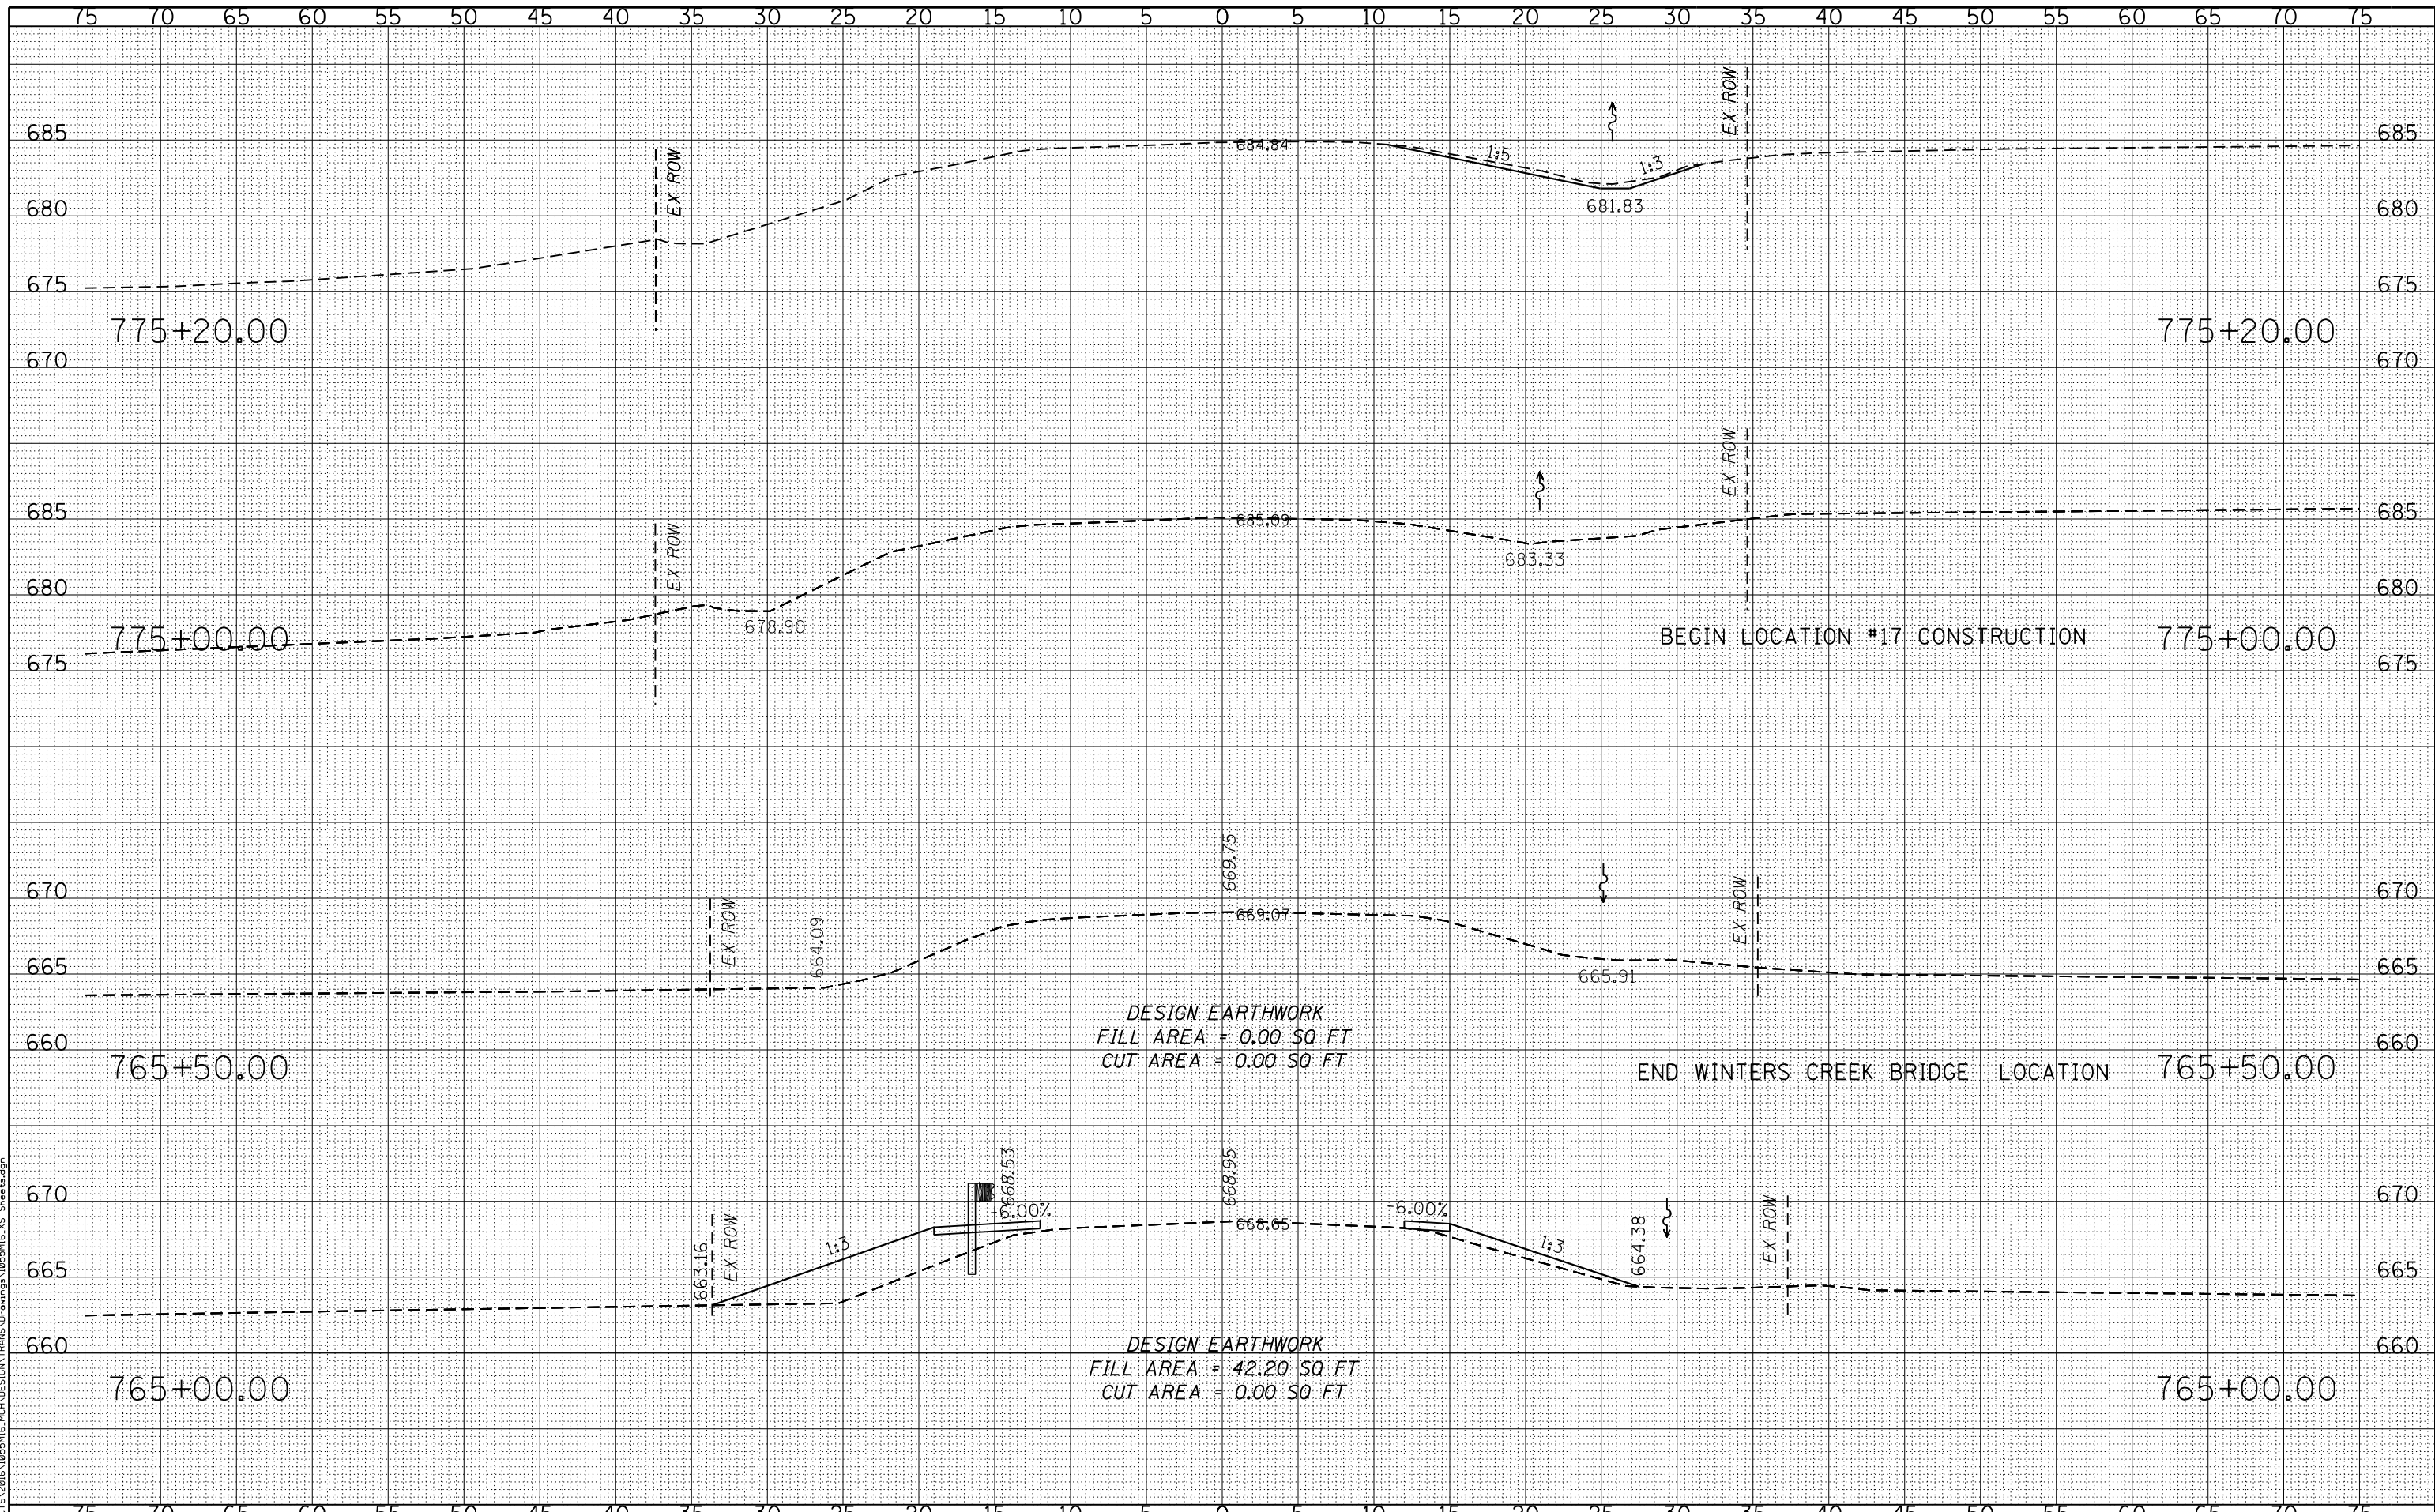 75 70 65 60 55 50 45 40 35 30 25 20 15 10 5 0 5 10 15 20 25 30 35 40 45 50 55 60 65 70 75
EX ROW
685 684.84 1:5 1:3 685
EX ROW
680 681.83 680
675 675
775+20.00 775+20.00
670 670
EX ROW
685 685.09 685
EX ROW
683.33
680 680
678.90
775+00.00 BEGIN LOCATION #17 CONSTRUCTION 775+00.00
675 675
669.75
670 670
EX ROW 664.09 669.07 EX ROW
665 665.91 665
DESIGN EARTHWORK
FILL AREA = 0.00 SQ FT
660 660
CUT AREA = 0.00 SQ FT
765+50.00 END WINTERS CREEK BRIDGE LOCATION 765+50.00
668.53 668.95
670 670
-6.00% -6.00%
663.16 EX ROW 1:3 668.65 1:3 664.38 EX ROW
665 665
DESIGN EARTHWORK
660 660
FILL AREA = 42.20 SQ FT
765+00.00 765+00.00
CUT AREA = 0.00 SQ FT
75 70 65 60 55 50 45 40 35 30 25 20 15 10 5 0 5 10 15 20 25 30 35 40 45 50 55 60 65 70 75